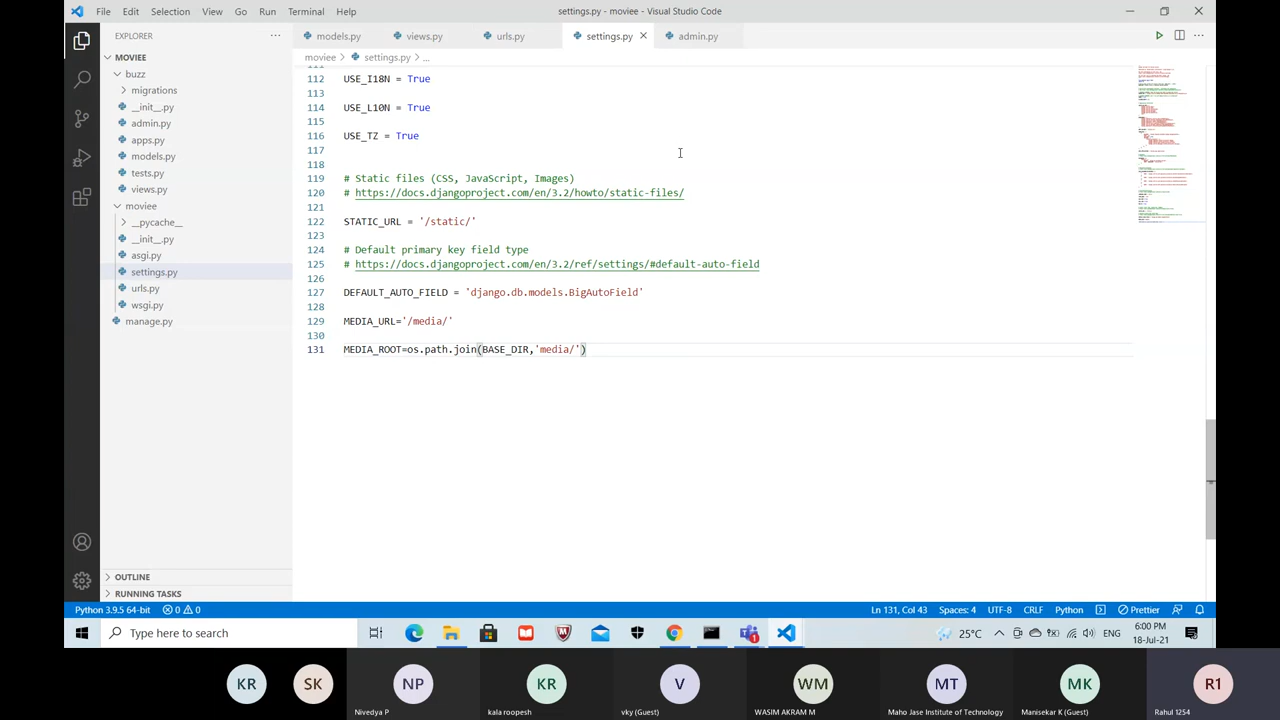 File Edit Selection View Go Run Terminal Help
settings.py - moviee - Visual Studio Code
EXPLORER
MOVIEE
buzz
migrations
__init__.py
admin.py
apps.py
models.py
tests.py
views.py
moviee
__pycache__
__init__.py
asgi.py
settings.py
urls.py
wsgi.py
manage.py
OUTLINE
RUNNING TASKS
models.py views.py urls.py settings.py admin.py
moviee > settings.py > ...
112 USE_I18N = True
113
114 USE_L10N = True
115
116 USE_TZ = True
117
118
119 # Static files (CSS, JavaScript, Images)
120 # https://docs.djangoproject.com/en/3.2/howto/static-files/
121
122 STATIC_URL = '/static/'
123
124 # Default primary key field type
125 # https://docs.djangoproject.com/en/3.2/ref/settings/#default-auto-field
126
127 DEFAULT_AUTO_FIELD = 'django.db.models.BigAutoField'
128
129 MEDIA_URL='/media/'
130
131 MEDIA_ROOT=os.path.join(BASE_DIR,'media/')
Python 3.9.5 64-bit 0 0
Ln 131, Col 43 Spaces: 4 UTF-8 CRLF Python Prettier
Type here to search
1
25°C ENG
6:00 PM
18-Jul-21
KR SK NP KR V WM MT MK R1
Nivedya P kala roopesh vky (Guest) WASIM AKRAM M Maho Jase Institute of Technology Manisekar K (Guest) Rahul 1254